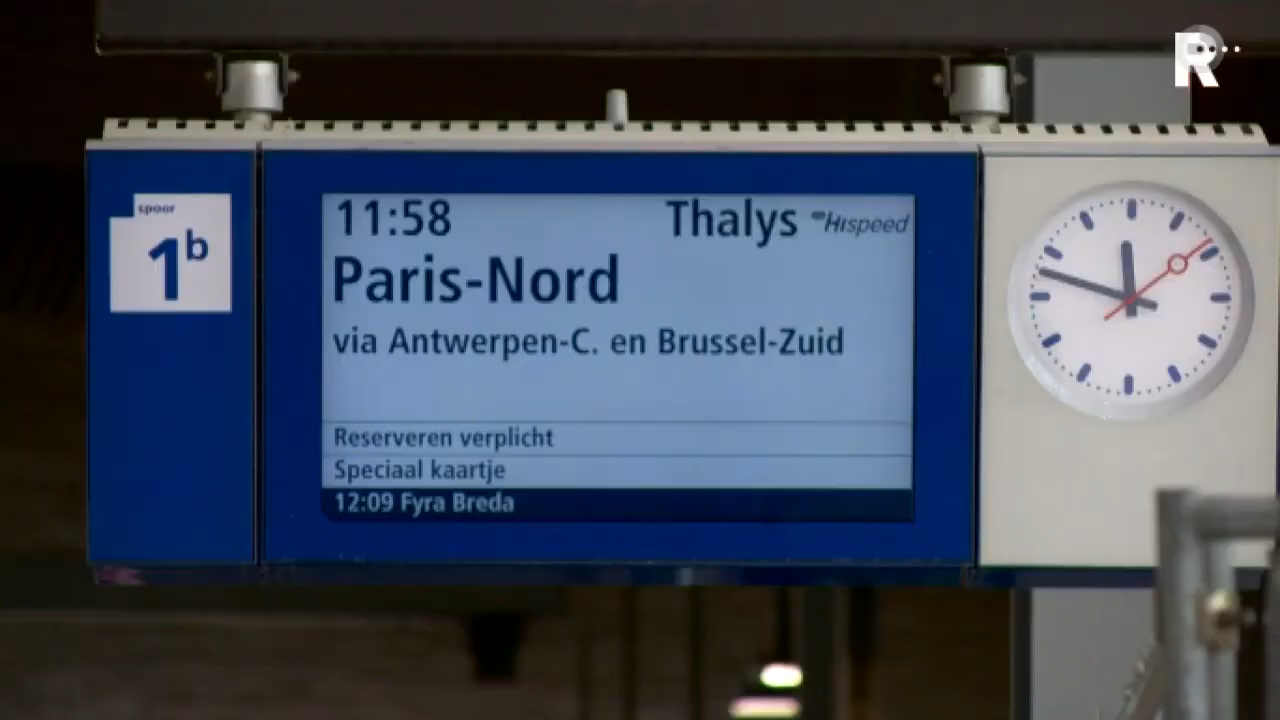 R
spoor
1b
11:58 Thalys Hispeed
Paris-Nord
via Antwerpen-C. en Brussel-Zuid
Reserveren verplicht
Speciaal kaartje
12:09 Fyra Breda